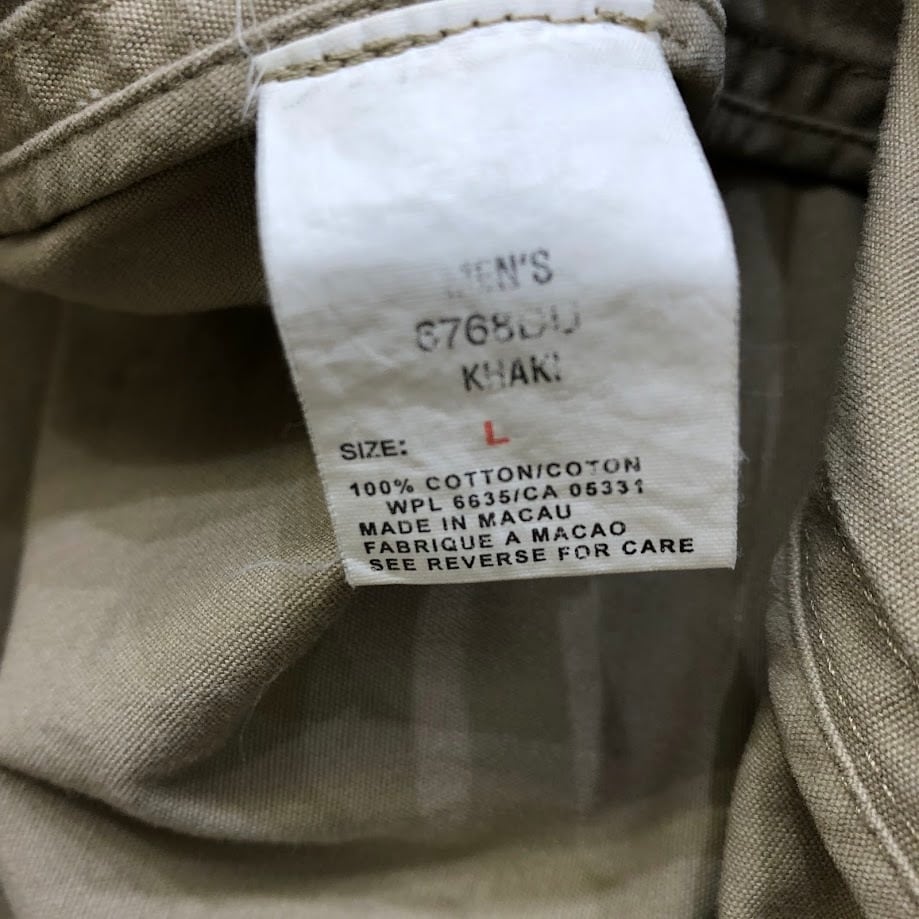 MEN'S
6768DU
KHAKI
SIZE: L
100% COTTON/COTON
WPL 6635/CA 05331
MADE IN MACAU
FABRIQUE A MACAO
SEE REVERSE FOR CARE